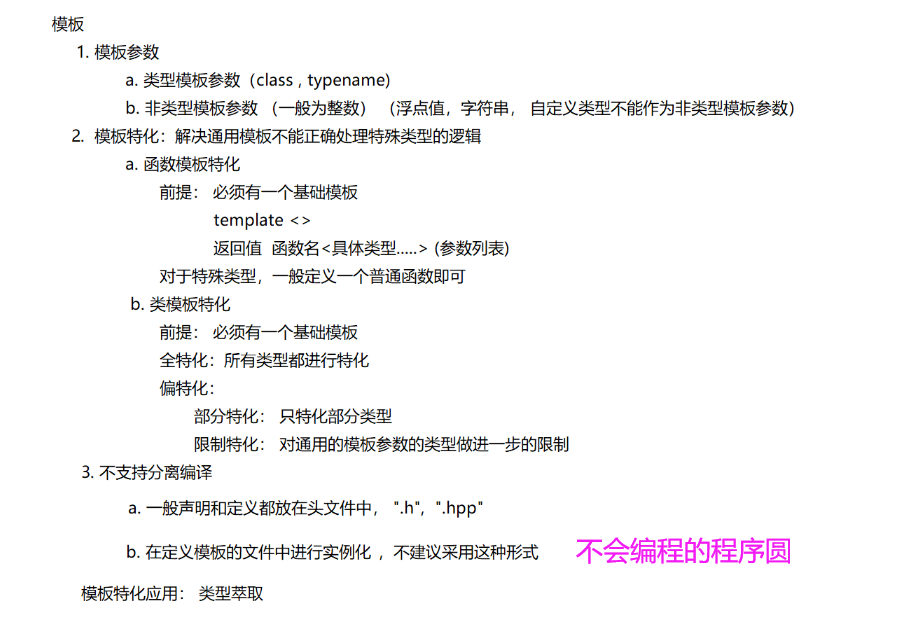 模板
1. 模板参数
a. 类型模板参数（class , typename）
b. 非类型模板参数 （一般为整数） （浮点值，字符串， 自定义类型不能作为非类型模板参数）
2. 模板特化：解决通用模板不能正确处理特殊类型的逻辑
a. 函数模板特化
前提： 必须有一个基础模板
template <>
返回值 函数名<具体类型.....> (参数列表)
对于特殊类型，一般定义一个普通函数即可
b. 类模板特化
前提： 必须有一个基础模板
全特化：所有类型都进行特化
偏特化：
部分特化： 只特化部分类型
限制特化： 对通用的模板参数的类型做进一步的限制
3. 不支持分离编译
a. 一般声明和定义都放在头文件中， ".h"，".hpp"
b. 在定义模板的文件中进行实例化 ，不建议采用这种形式
不会编程的程序圆
模板特化应用： 类型萃取